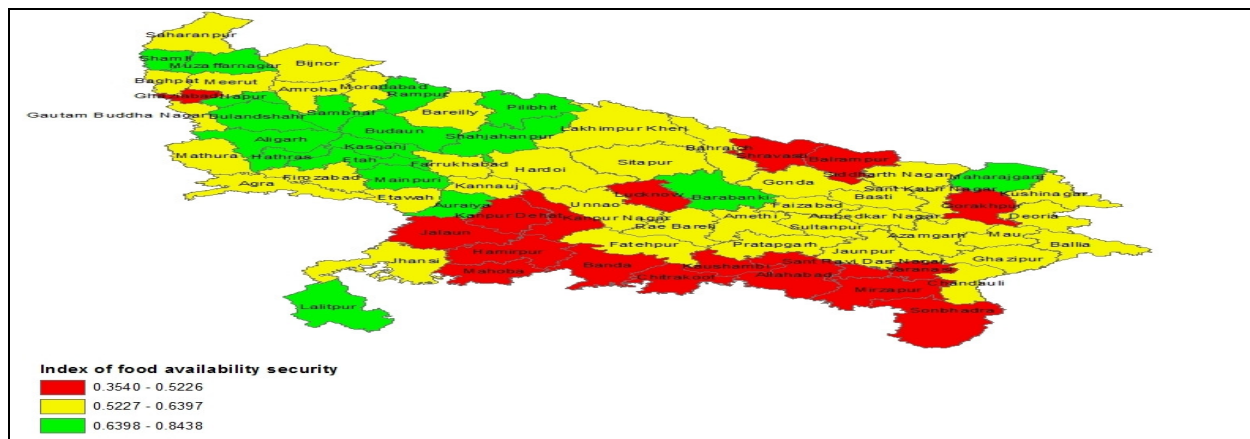 Saharanpur
Shamli
Muzaffarnagar
Bijnor
Baghpat
Meerut
Moradabad
Ghaziabad
Hapur
Amroha
Rampur
Gautam Buddha Nagar
Bulandshahr
Sambhal
Bareilly
Pilibhit
Budaun
Lakhimpur Kheri
Aligarh
Shahjahanpur
Kasganj
Bahraich
Mathura
Hathras
Etah
Farrukhabad
Sitapur
Shravasti
Balrampur
Hardoi
Siddharth Nagar
Maharajganj
Agra
Firozabad
Mainpuri
Kannauj
Gonda
Sant Kabir Nagar
Kushinagar
Etawah
Lucknow
Barabanki
Basti
Auraiya
Unnao
Faizabad
Gorakhpur
Kanpur Dehat
Kanpur Nagar
Amethi
Ambedkar Nagar
Deoria
Jalaun
Rae Bareli
Sultanpur
Azamgarh
Mau
Hamirpur
Fatehpur
Pratapgarh
Jaunpur
Ballia
Jhansi
Ghazipur
Mahoba
Banda
Kaushambi
Sant Ravi Das Nagar
Chitrakoot
Allahabad
Varanasi
Chandauli
Mirzapur
Lalitpur
Sonbhadra
Index of food availability security
0.3540 - 0.5226
0.5227 - 0.6397
0.6398 - 0.8438